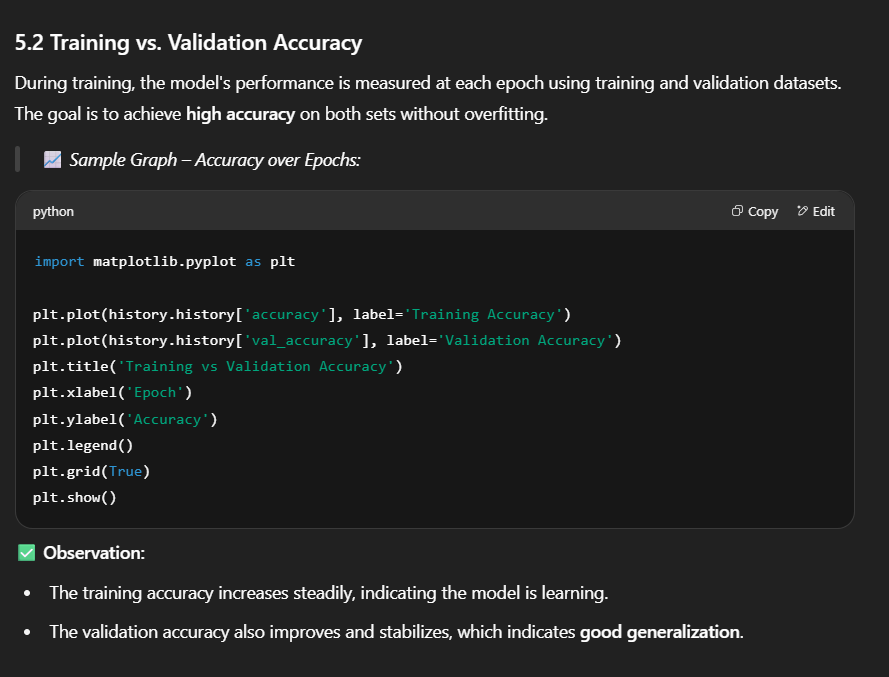 5.2 Training vs. Validation Accuracy
During training, the model's performance is measured at each epoch using training and validation datasets.
The goal is to achieve high accuracy on both sets without overfitting.
📈 Sample Graph – Accuracy over Epochs:
python
Copy
Edit
import matplotlib.pyplot as plt
plt.plot(history.history['accuracy'], label='Training Accuracy')
plt.plot(history.history['val_accuracy'], label='Validation Accuracy')
plt.title('Training vs Validation Accuracy')
plt.xlabel('Epoch')
plt.ylabel('Accuracy')
plt.legend()
plt.grid(True)
plt.show()
✅ Observation:
• The training accuracy increases steadily, indicating the model is learning.
• The validation accuracy also improves and stabilizes, which indicates good generalization.